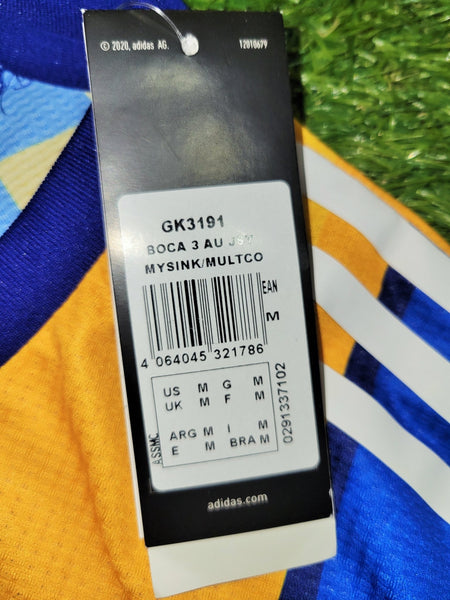 © 2020, adidas AG. 12010679
GK3191
BOCA 3 AU JSY
MYSINK/MULTCO
EAN
M
4 064045 321786
US M G M
UK M F M
ARG M I M
E M BRA M
ASSMC
0291337102
adidas.com